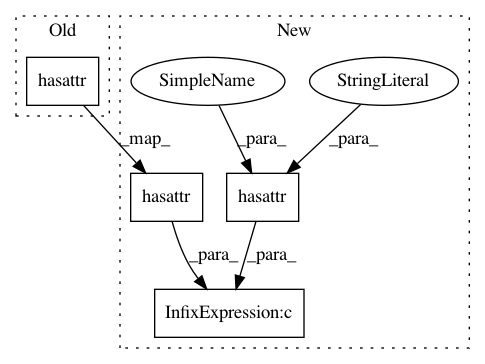 Old
New
hasattr
SimpleName
StringLiteral
_map_
_para_
_para_
hasattr
hasattr
_para_
_para_
InfixExpression:c